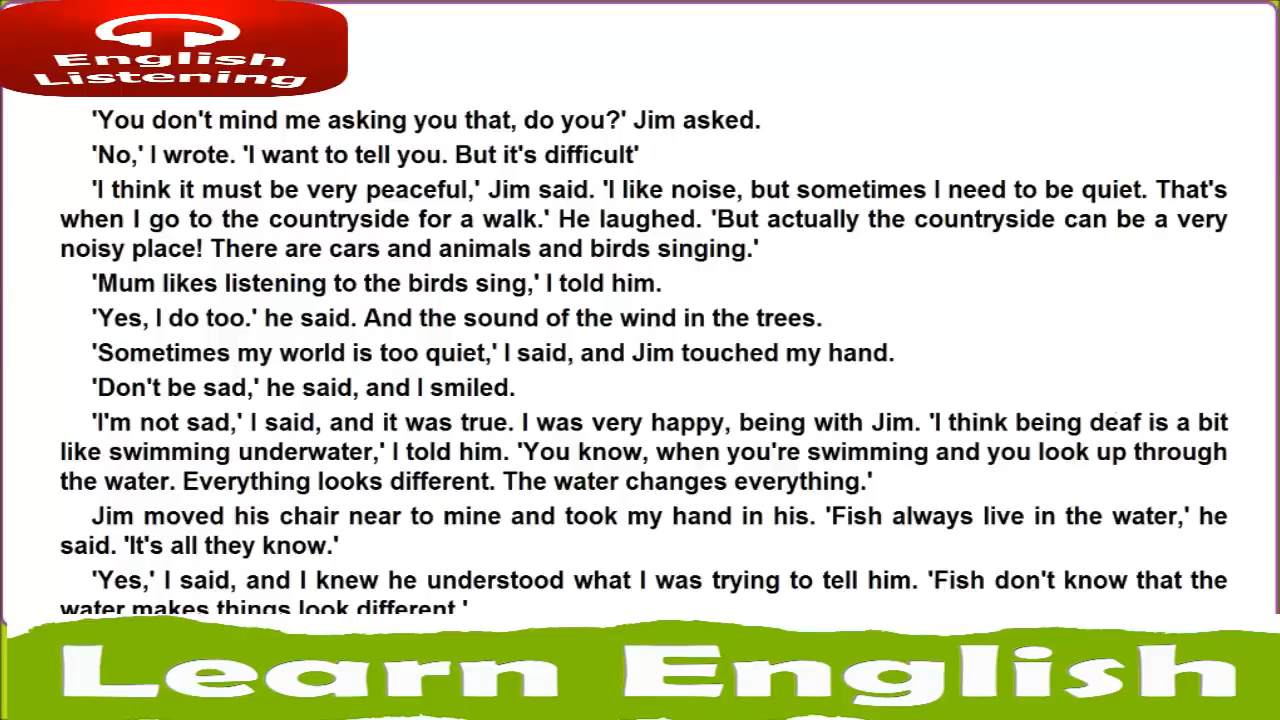 English
Listening
'You don't mind me asking you that, do you?' Jim asked.
'No,' I wrote. 'I want to tell you. But it's difficult'
'I think it must be very peaceful,' Jim said. 'I like noise, but sometimes I need to be quiet. That's
when I go to the countryside for a walk.' He laughed. 'But actually the countryside can be a very
noisy place! There are cars and animals and birds singing.'
'Mum likes listening to the birds sing,' I told him.
'Yes, I do too.' he said. And the sound of the wind in the trees.
'Sometimes my world is too quiet,' I said, and Jim touched my hand.
'Don't be sad,' he said, and I smiled.
'I'm not sad,' I said, and it was true. I was very happy, being with Jim. 'I think being deaf is a bit
like swimming underwater,' I told him. 'You know, when you're swimming and you look up through
the water. Everything looks different. The water changes everything.'
Jim moved his chair near to mine and took my hand in his. 'Fish always live in the water,' he
said. 'It's all they know.'
'Yes,' I said, and I knew he understood what I was trying to tell him. 'Fish don't know that the
water makes things look different.'
Learn English